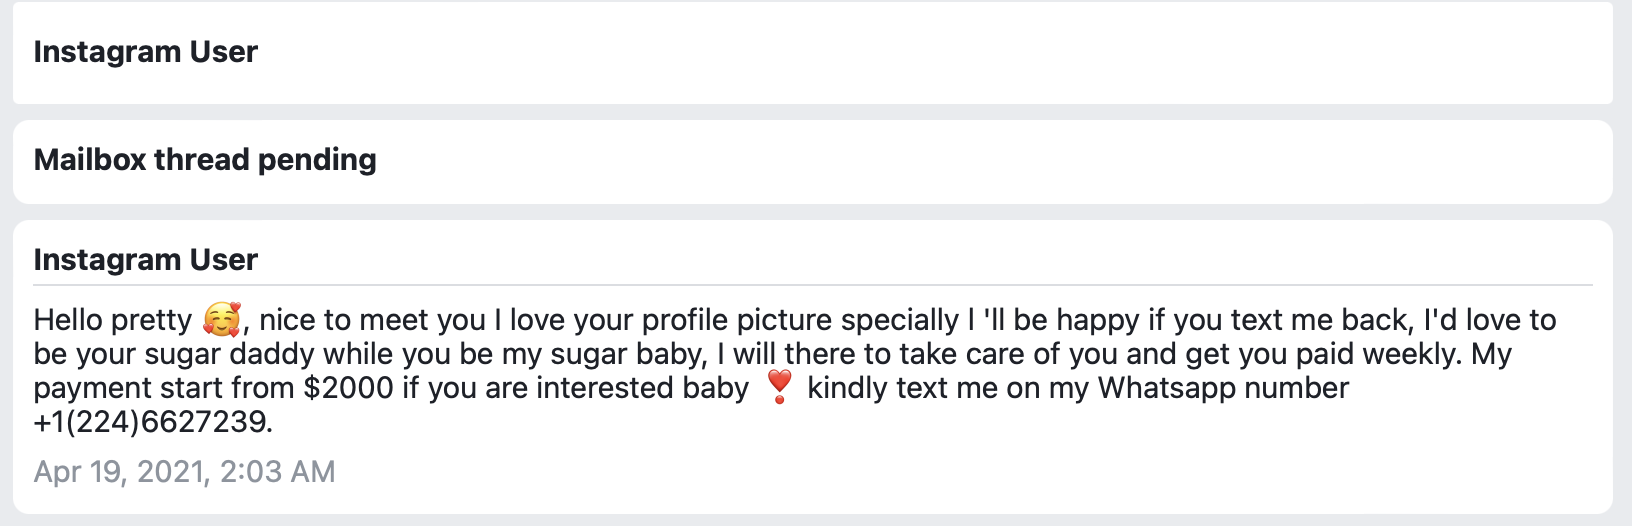 Instagram User
Mailbox thread pending
Instagram User
Hello pretty 🥰, nice to meet you I love your profile picture specially I 'll be happy if you text me back, I'd love to
be your sugar daddy while you be my sugar baby, I will there to take care of you and get you paid weekly. My
payment start from $2000 if you are interested baby ❣️ kindly text me on my Whatsapp number
+1(224)6627239.
Apr 19, 2021, 2:03 AM